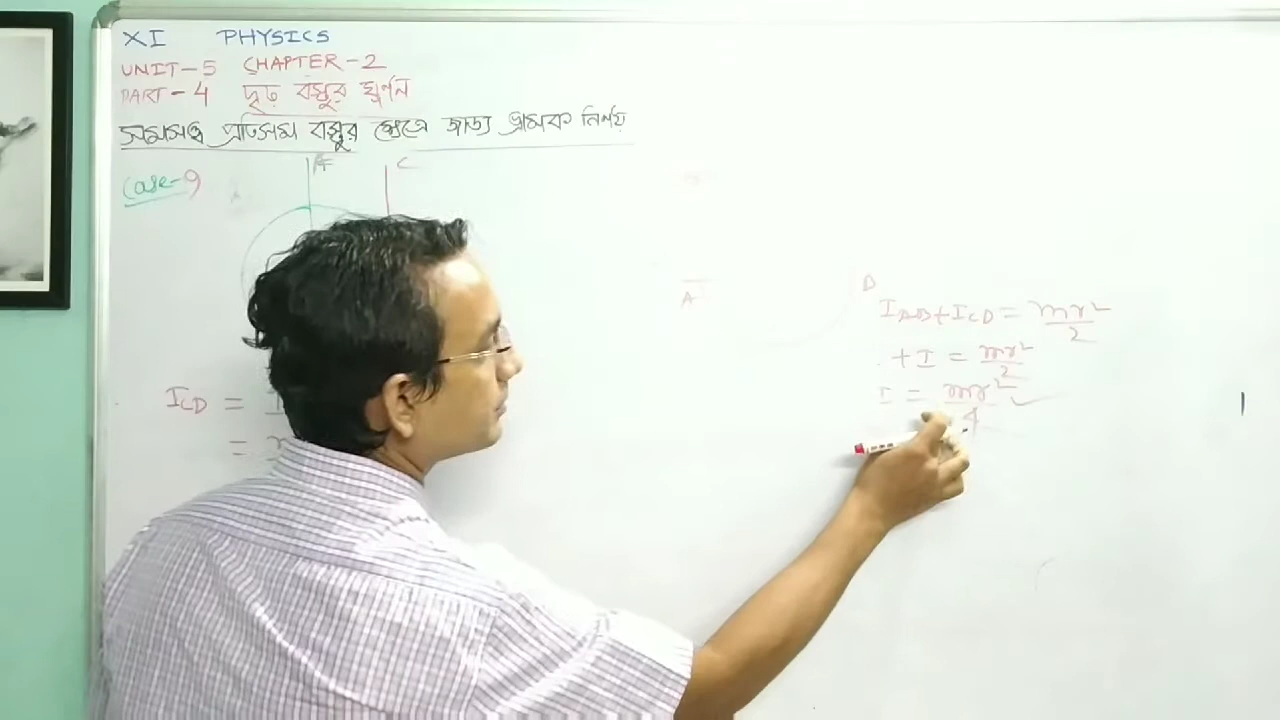 XI PHYSICS
UNIT-5 CHAPTER-2
PART-4 দৃঢ় বস্তুর ঘূর্ণন
সমসত্ত্ব প্রতিসম বস্তুর ক্ষেত্রে জাড্য ভ্রামক নির্ণয়
Case-9
C
A
B
I_AB + I_CD = mr²/2
+ I = mr²/2
I = mr²/4 ✓
I_CD =
=